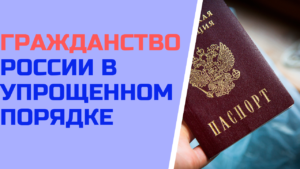 ГРАЖДАНСТВО
РОССИИ В
УПРОЩЕННОМ
ПОРЯДКЕ
ПАСПОРТ